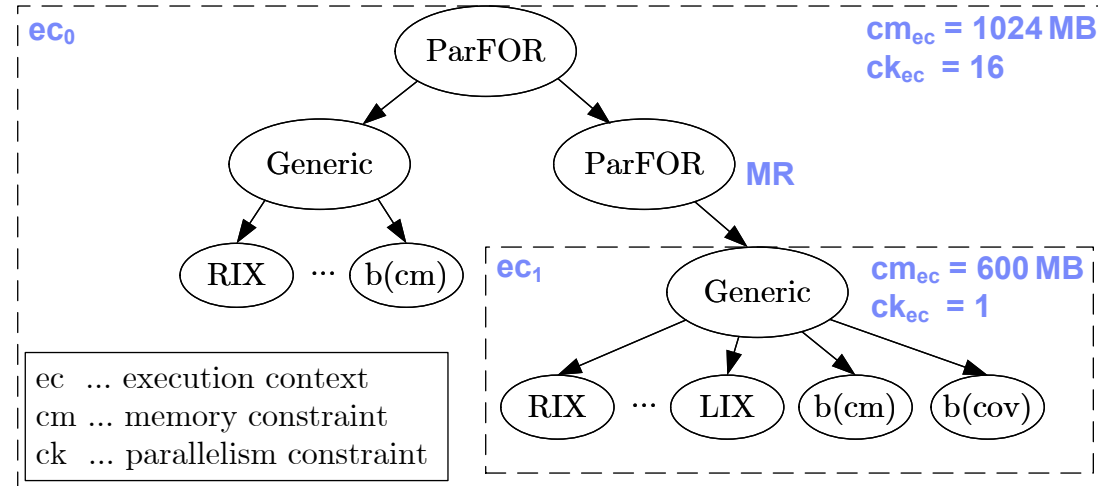 ec0
ParFOR
cmec = 1024 MB
ckec = 16
Generic
ParFOR
MR
RIX
...
b(cm)
ec1
Generic
cmec = 600 MB
ckec = 1
RIX
...
LIX
b(cm)
b(cov)
ec ... execution context
cm ... memory constraint
ck ... parallelism constraint